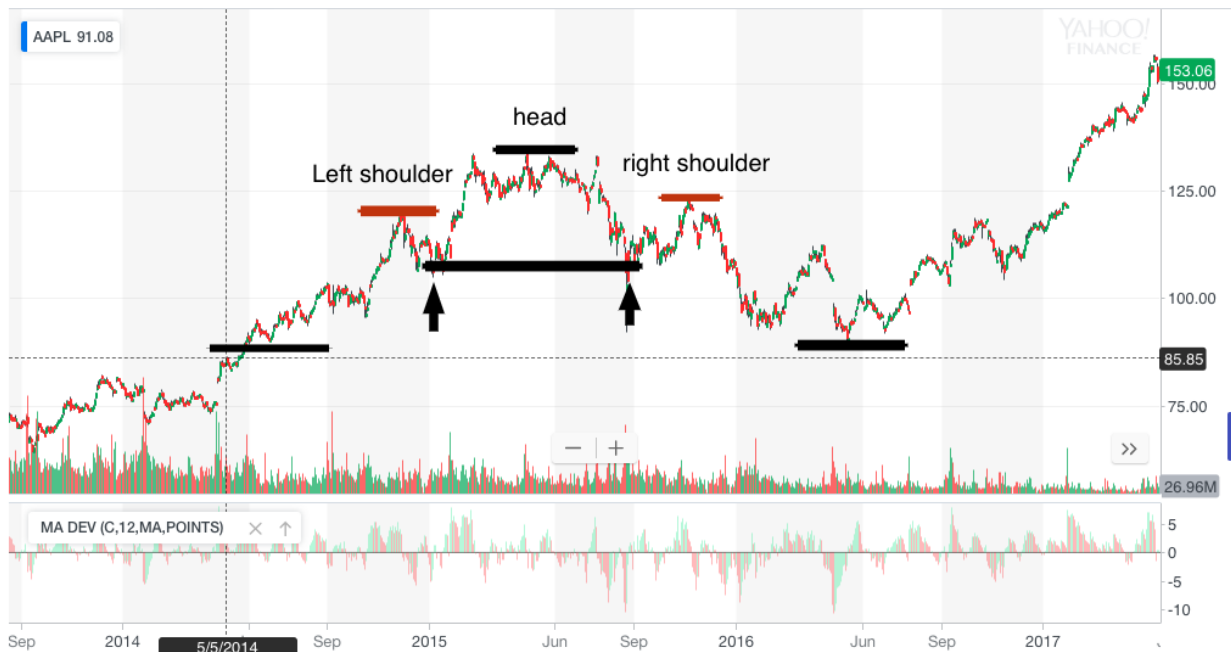 AAPL 91.08
YAHOO!
FINANCE
153.06
150.00
head
Left shoulder
right shoulder
125.00
100.00
85.85
75.00
26.96M
MA DEV (C,12,MA,POINTS)
5
0
-5
-10
Sep
2014
5/5/2014
Sep
2015
Jun
Sep
2016
Jun
Sep
2017